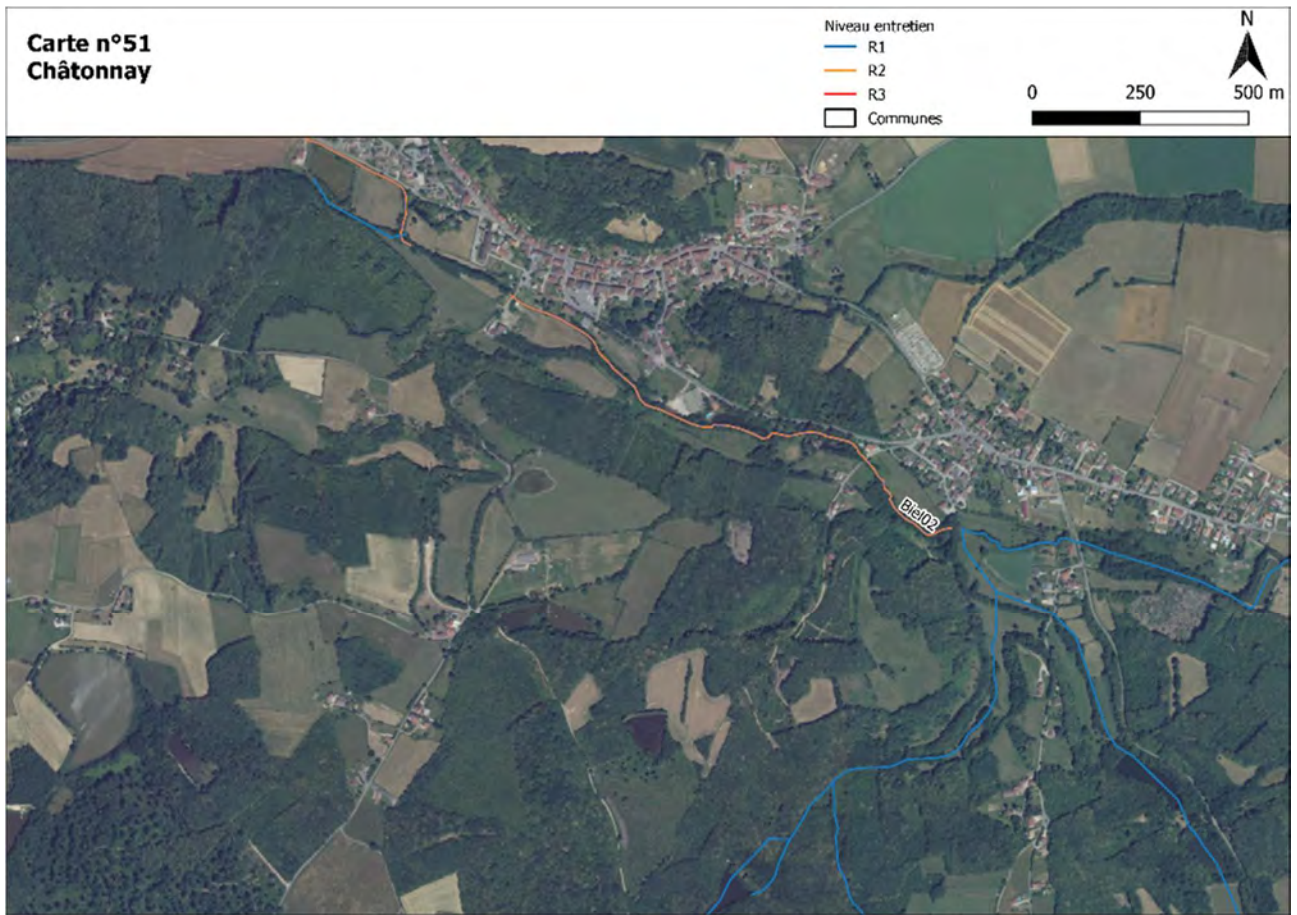 Carte n°51
Châtonnay
Niveau entretien
R1
R2
R3
Communes
N
0 250 500 m
Biel02